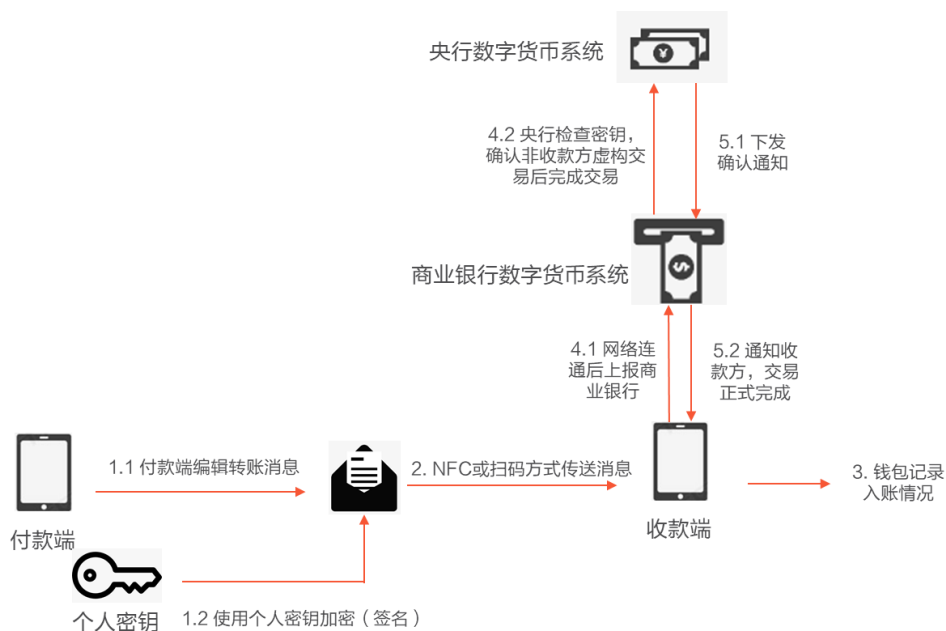 央行数字货币系统
4.2 央行检查密钥，
确认非收款方虚构交
易后完成交易
5.1 下发
确认通知
商业银行数字货币系统
4.1 网络连
通后上报商
业银行
5.2 通知收
款方，交易
正式完成
1.1 付款端编辑转账消息
2. NFC或扫码方式传送消息
3. 钱包记录
入账情况
付款端
收款端
个人密钥
1.2 使用个人密钥加密（签名）